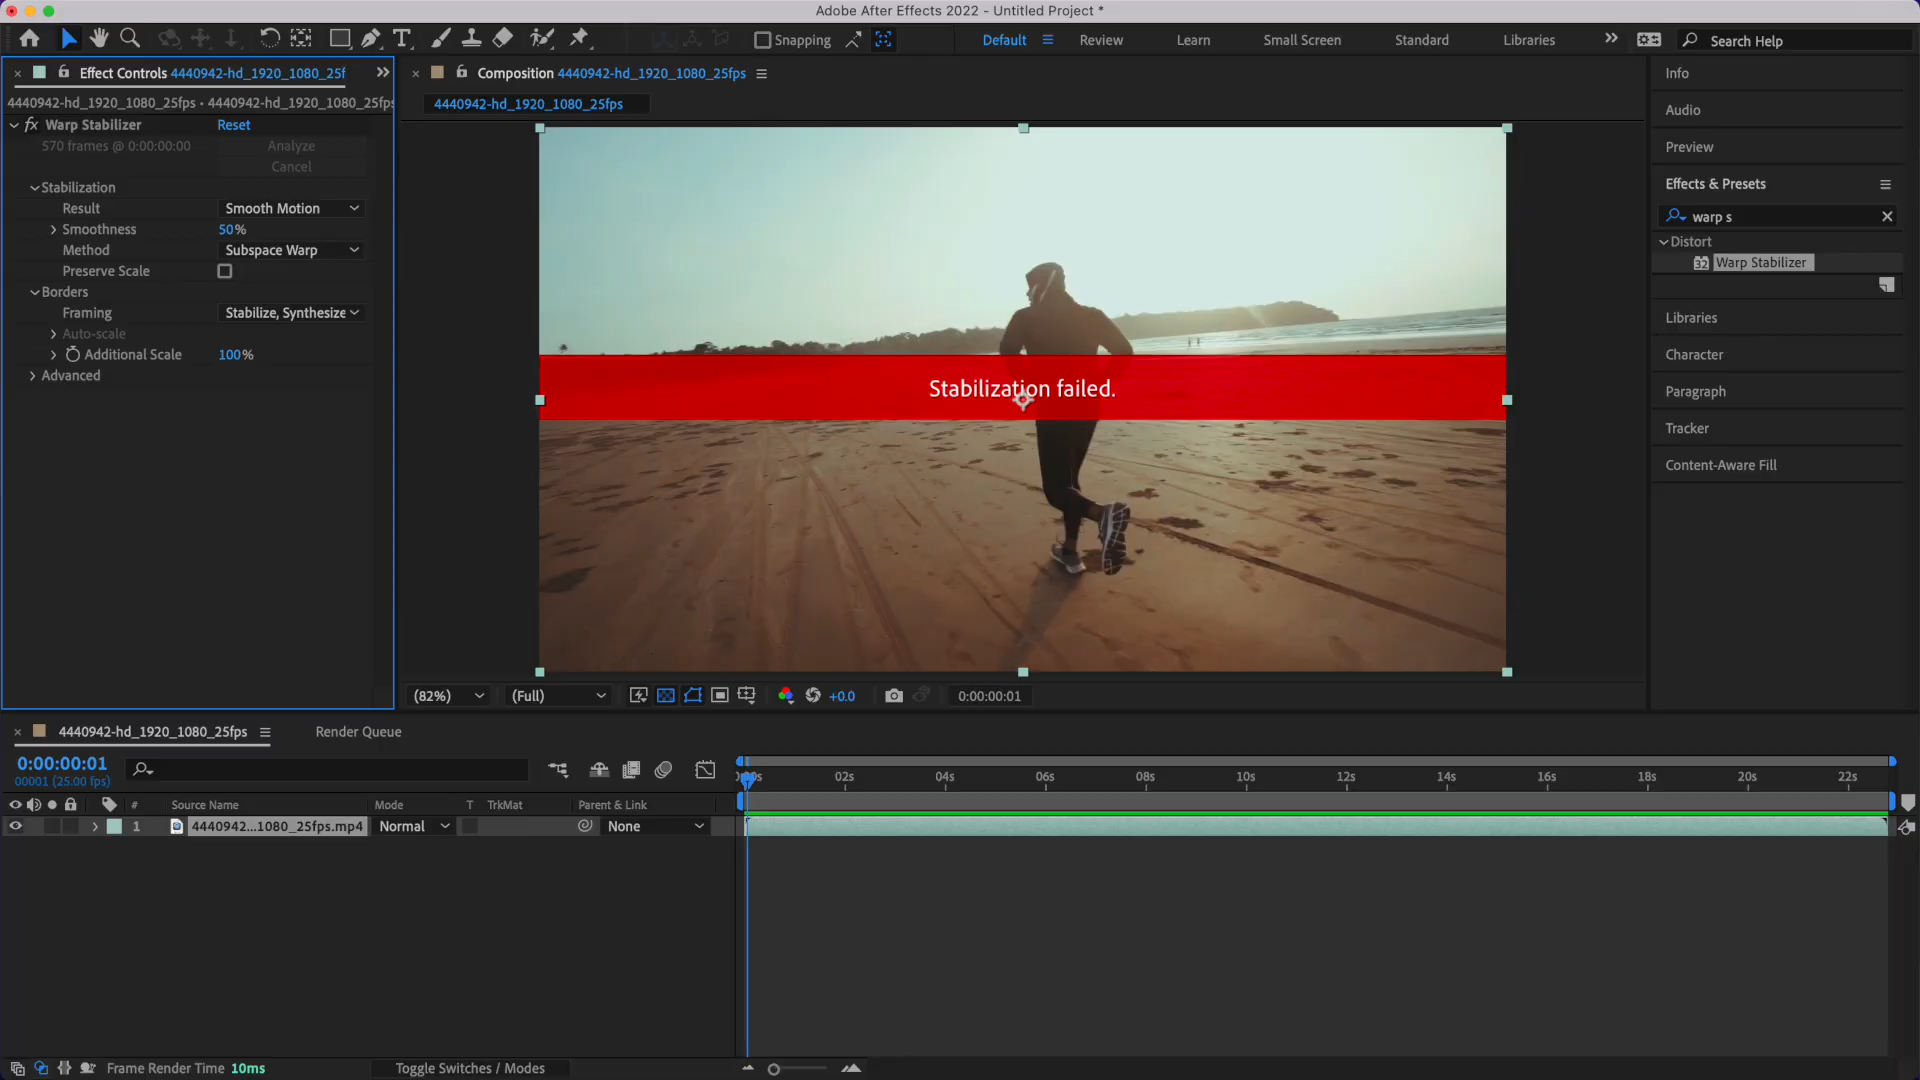 Adobe After Effects 2022 - Untitled Project *
Snapping
Default
Review
Learn
Small Screen
Standard
Libraries
Search Help
Effect Controls 4440942-hd_1920_1080_25f
4440942-hd_1920_1080_25fps • 4440942-hd_1920_1080_25fps
fx Warp Stabilizer Reset
570 frames @ 0:00:00:00 Analyze
Cancel
Stabilization
Result Smooth Motion
Smoothness 50%
Method Subspace Warp
Preserve Scale
Borders
Framing Stabilize, Synthesize
Auto-scale
Additional Scale 100%
Advanced
Composition 4440942-hd_1920_1080_25fps
4440942-hd_1920_1080_25fps
Stabilization failed.
(82%) (Full) +0.0 0:00:00:01
Info
Audio
Preview
Effects & Presets
warp s
Distort
32 Warp Stabilizer
Libraries
Character
Paragraph
Tracker
Content-Aware Fill
4440942-hd_1920_1080_25fps Render Queue
0:00:00:01
00001 (25.00 fps)
02s 04s 06s 08s 10s 12s 14s 16s 18s 20s 22s
# Source Name Mode T TrkMat Parent & Link
1 4440942...1080_25fps.mp4 Normal None
Frame Render Time 10ms Toggle Switches / Modes